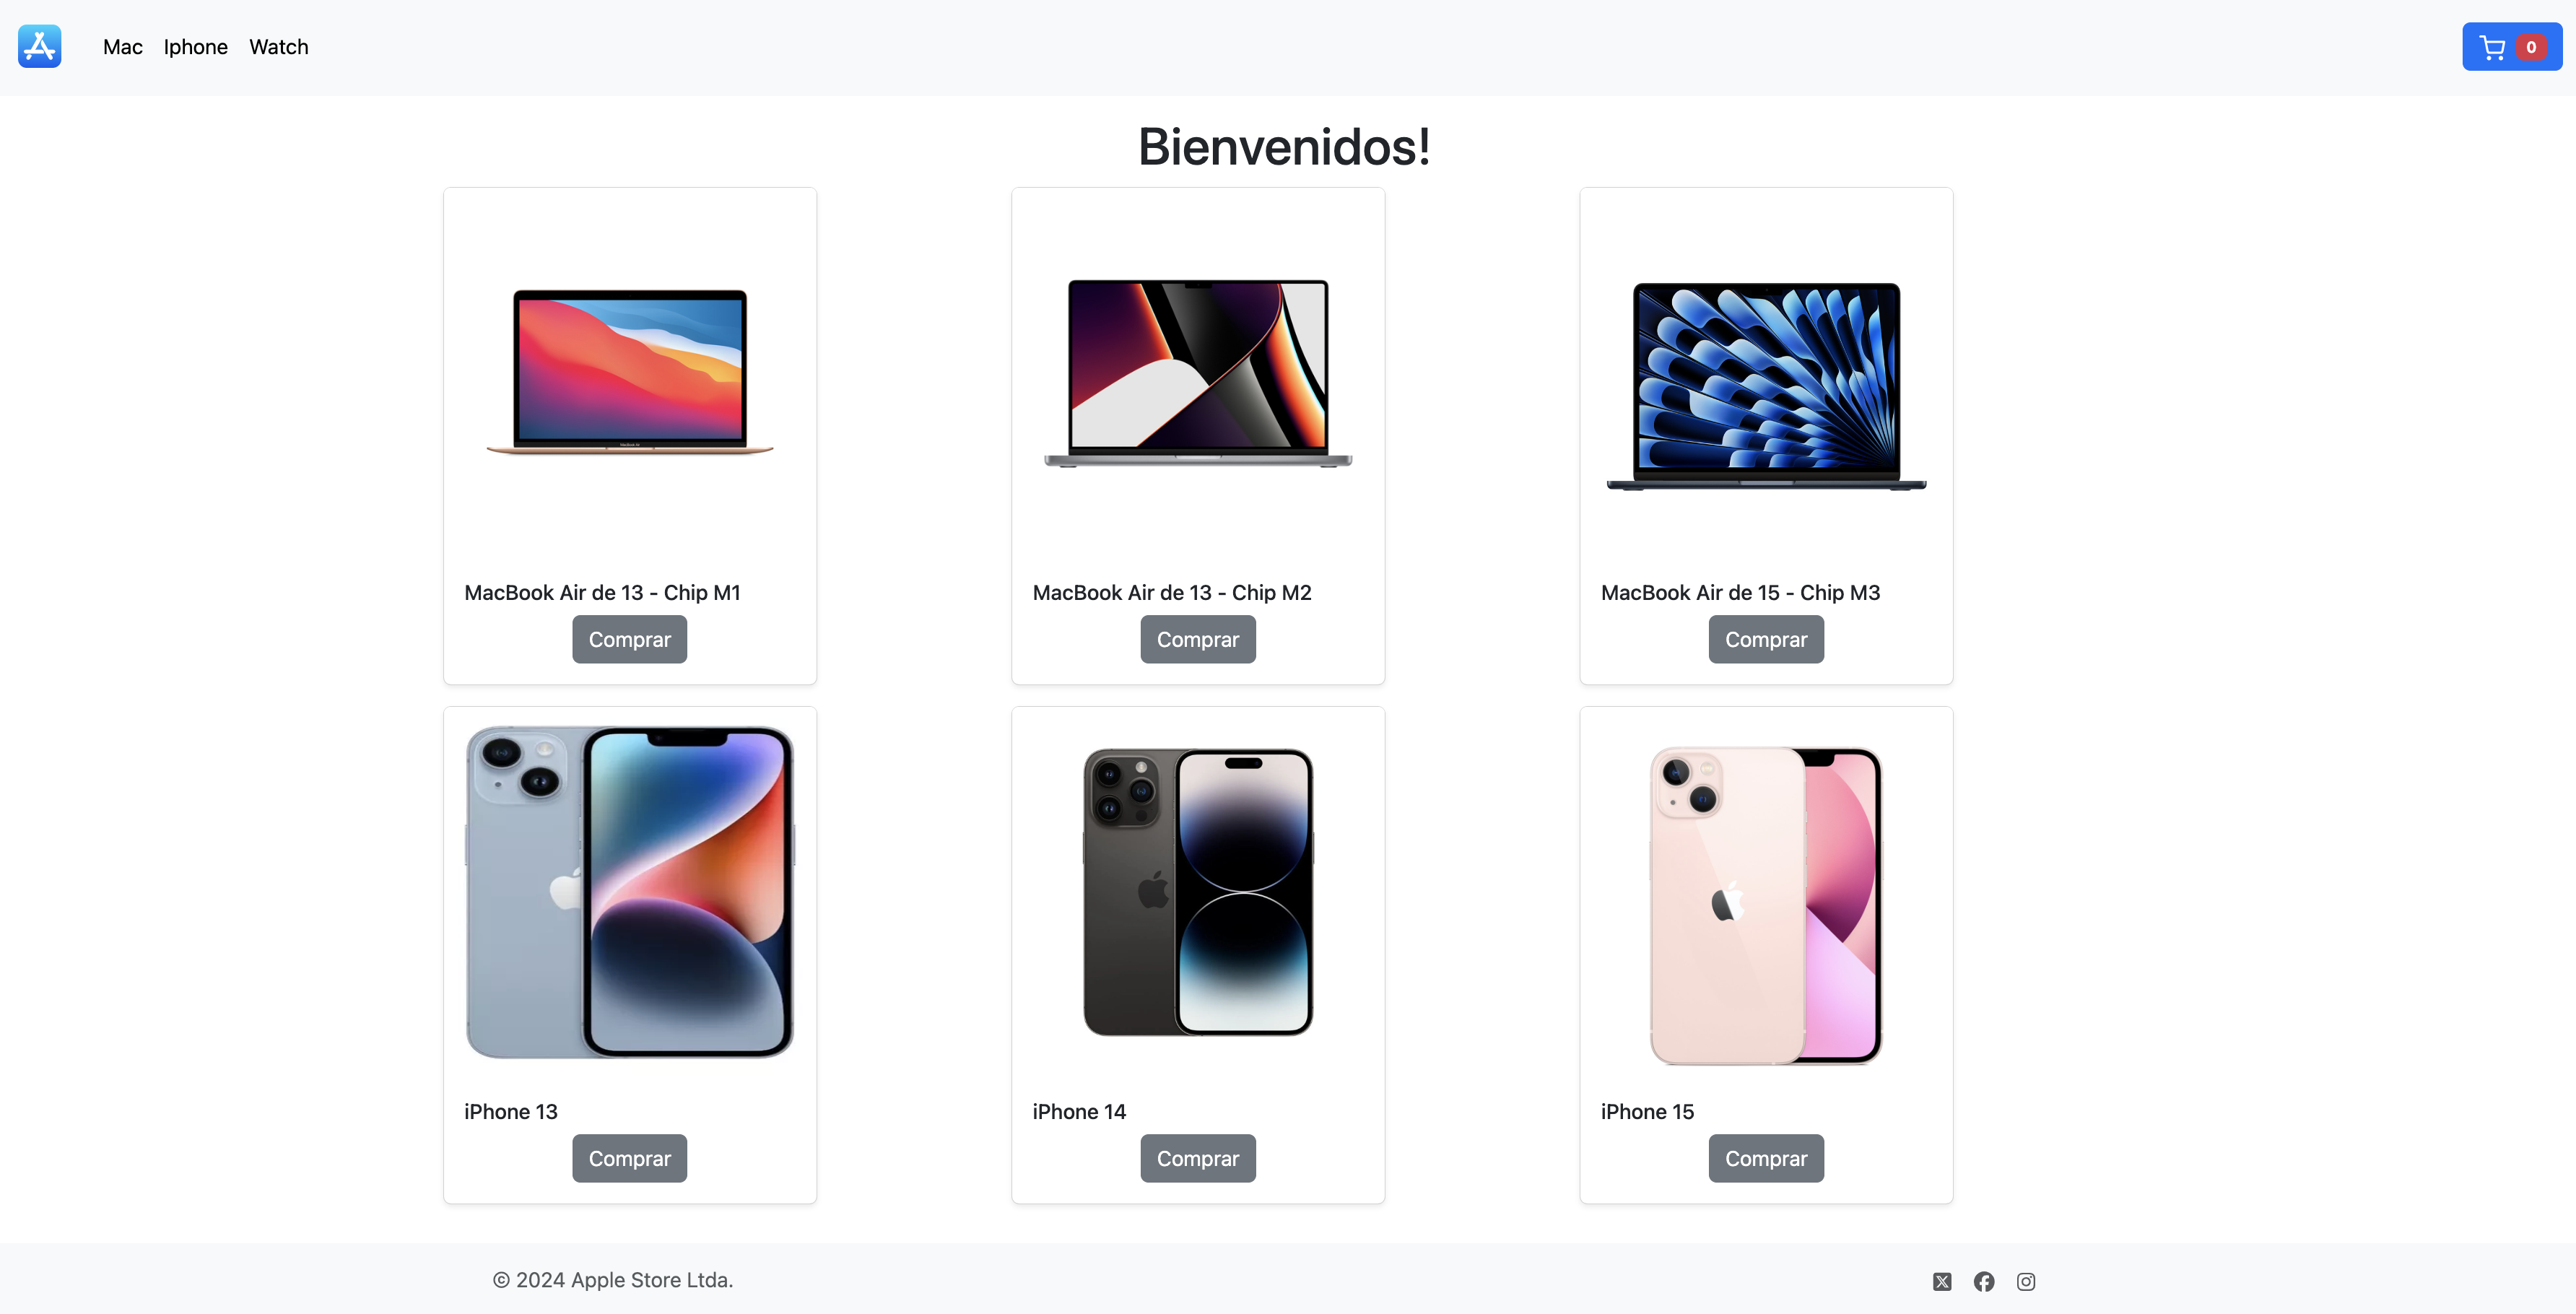 Mac Iphone Watch 0
Bienvenidos!
MacBook Air de 13 - Chip M1
Comprar
MacBook Air de 13 - Chip M2
Comprar
MacBook Air de 15 - Chip M3
Comprar
iPhone 13
Comprar
iPhone 14
Comprar
iPhone 15
Comprar
© 2024 Apple Store Ltda.